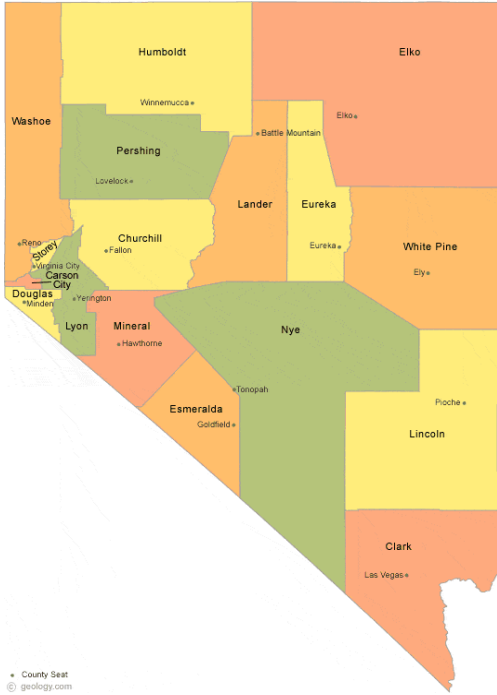 Humboldt
Elko
Winnemucca
Elko
Washoe
Battle Mountain
Pershing
Lovelock
Lander
Eureka
Churchill
Reno
Storey
Fallon
Eureka
White Pine
Virginia City
Ely
Carson
City
Douglas
Minden
Yerington
Lyon
Mineral
Nye
Hawthorne
Tonopah
Pioche
Esmeralda
Goldfield
Lincoln
Clark
Las Vegas
County Seat
© geology.com